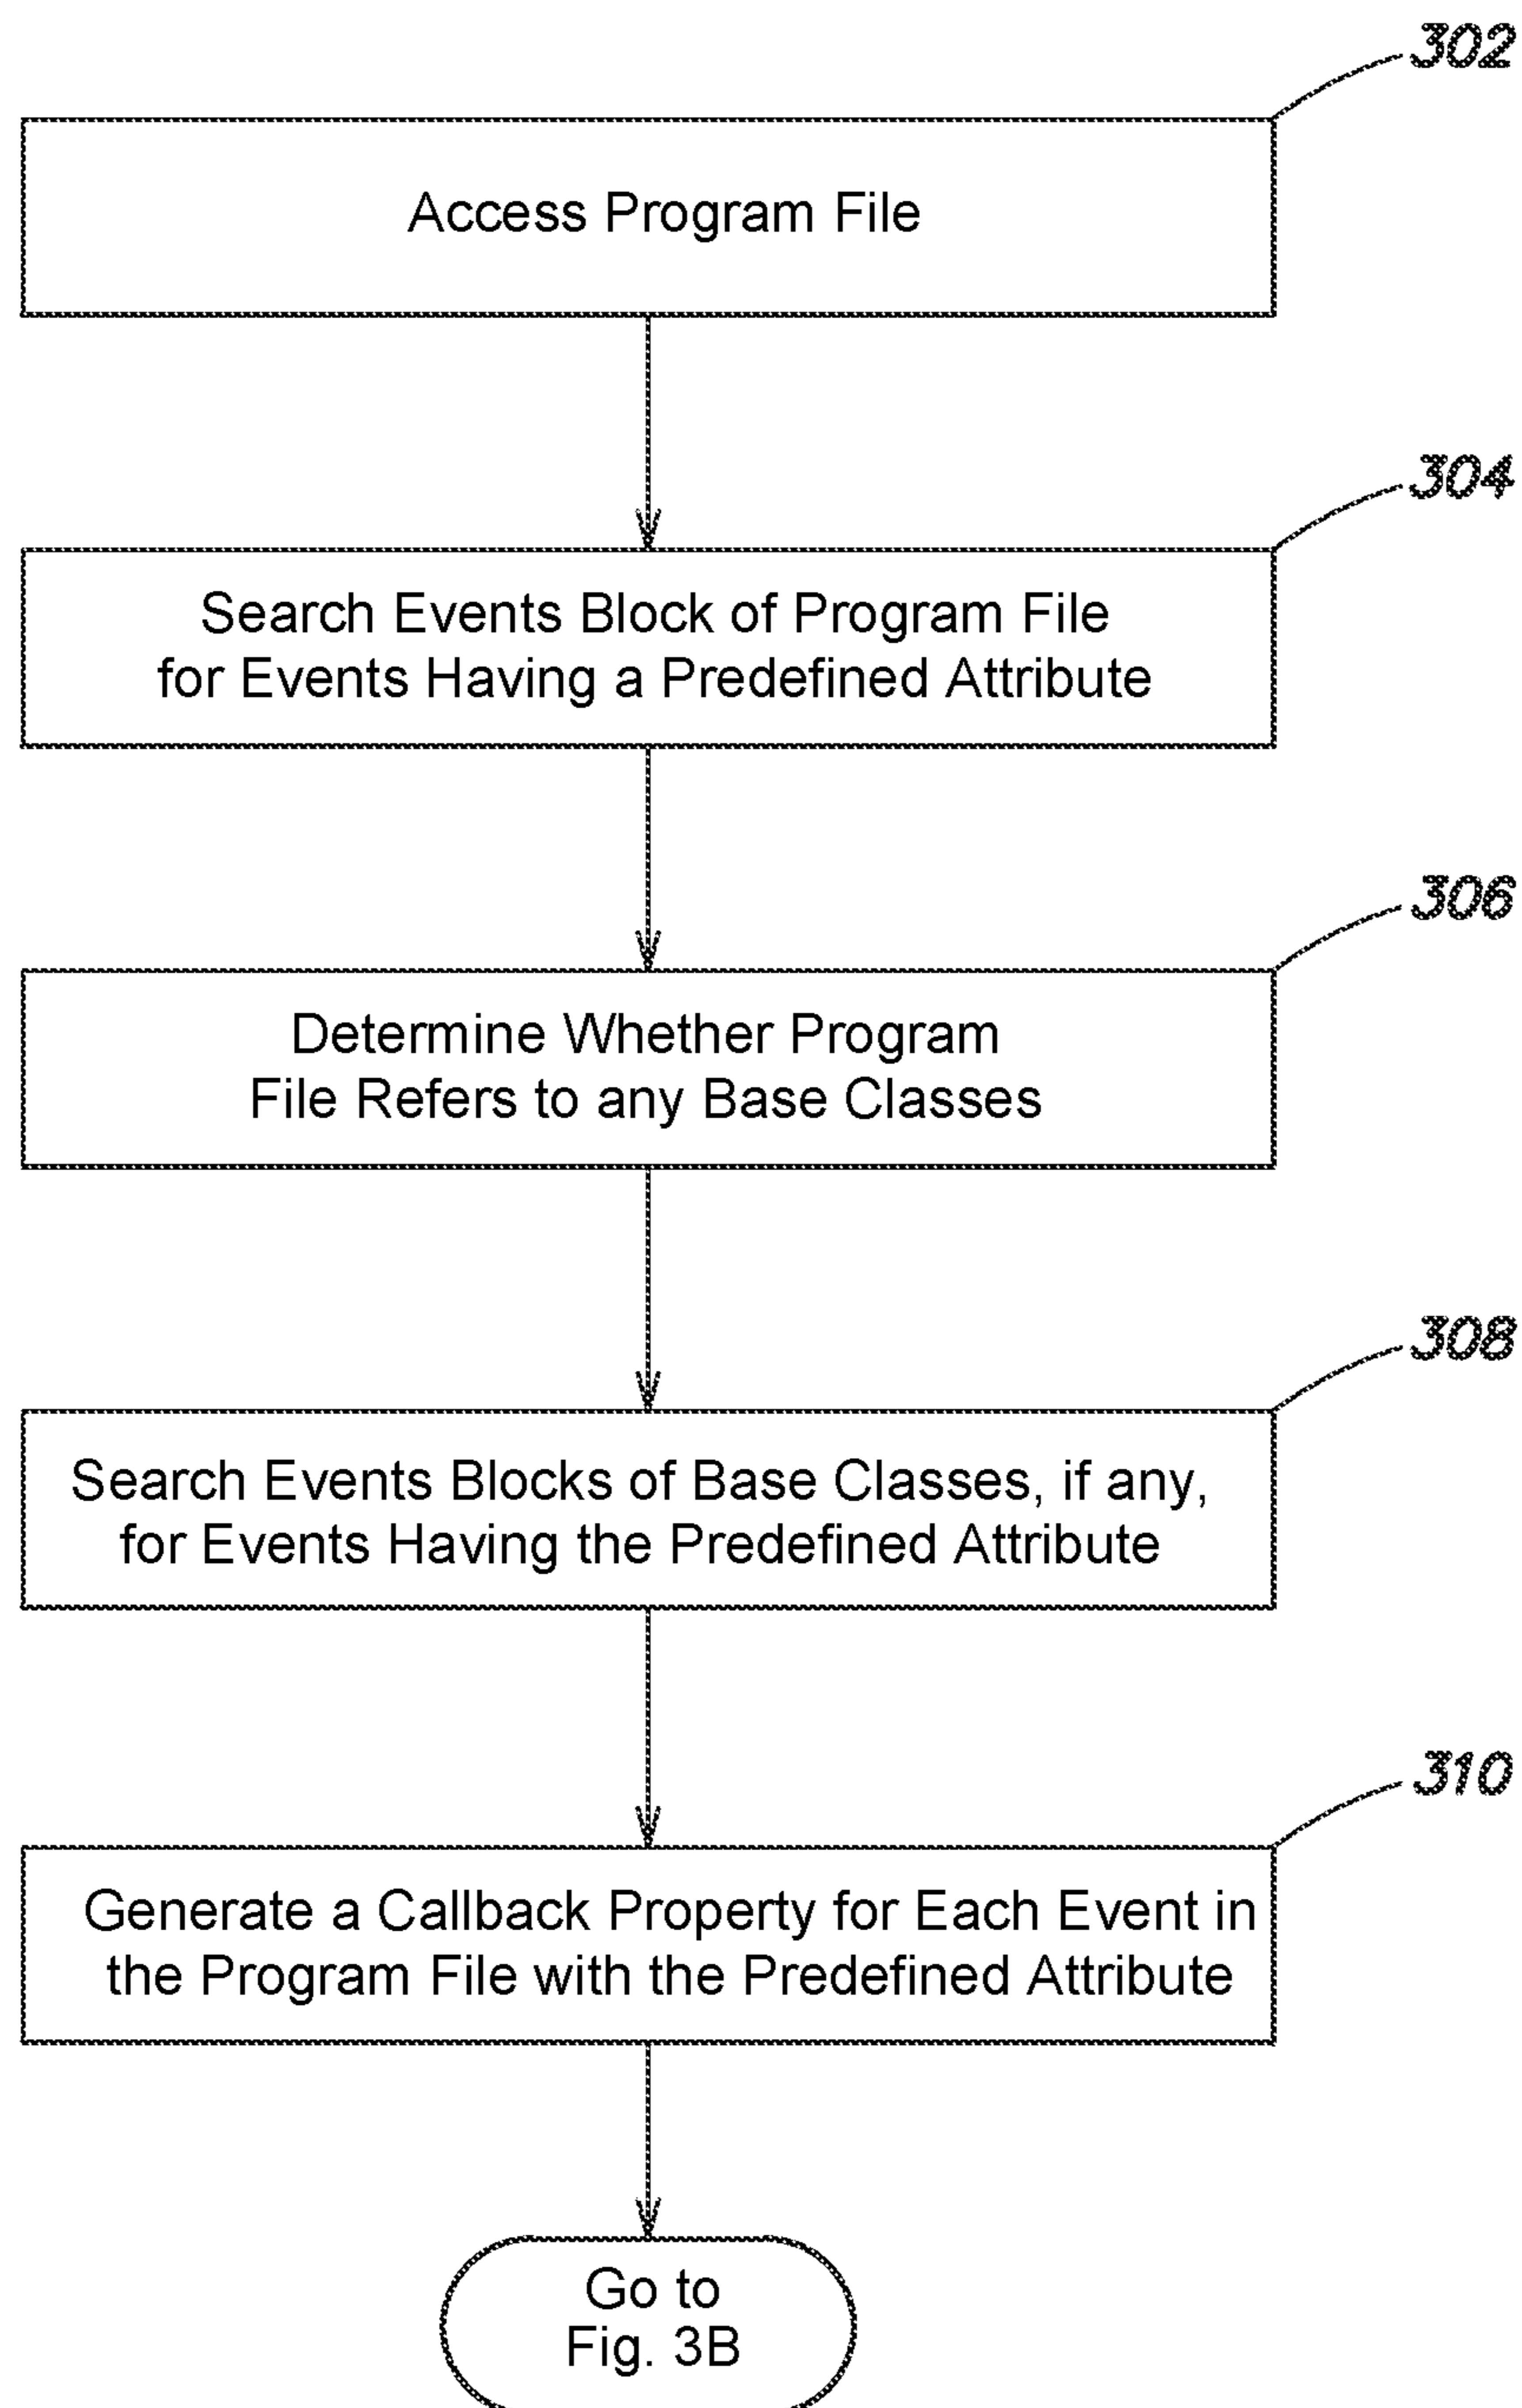 302
Access Program File
304
Search Events Block of Program File
for Events Having a Predefined Attribute
306
Determine Whether Program
File Refers to any Base Classes
308
Search Events Blocks of Base Classes, if any,
for Events Having the Predefined Attribute
310
Generate a Callback Property for Each Event in
the Program File with the Predefined Attribute
Go to
Fig. 3B